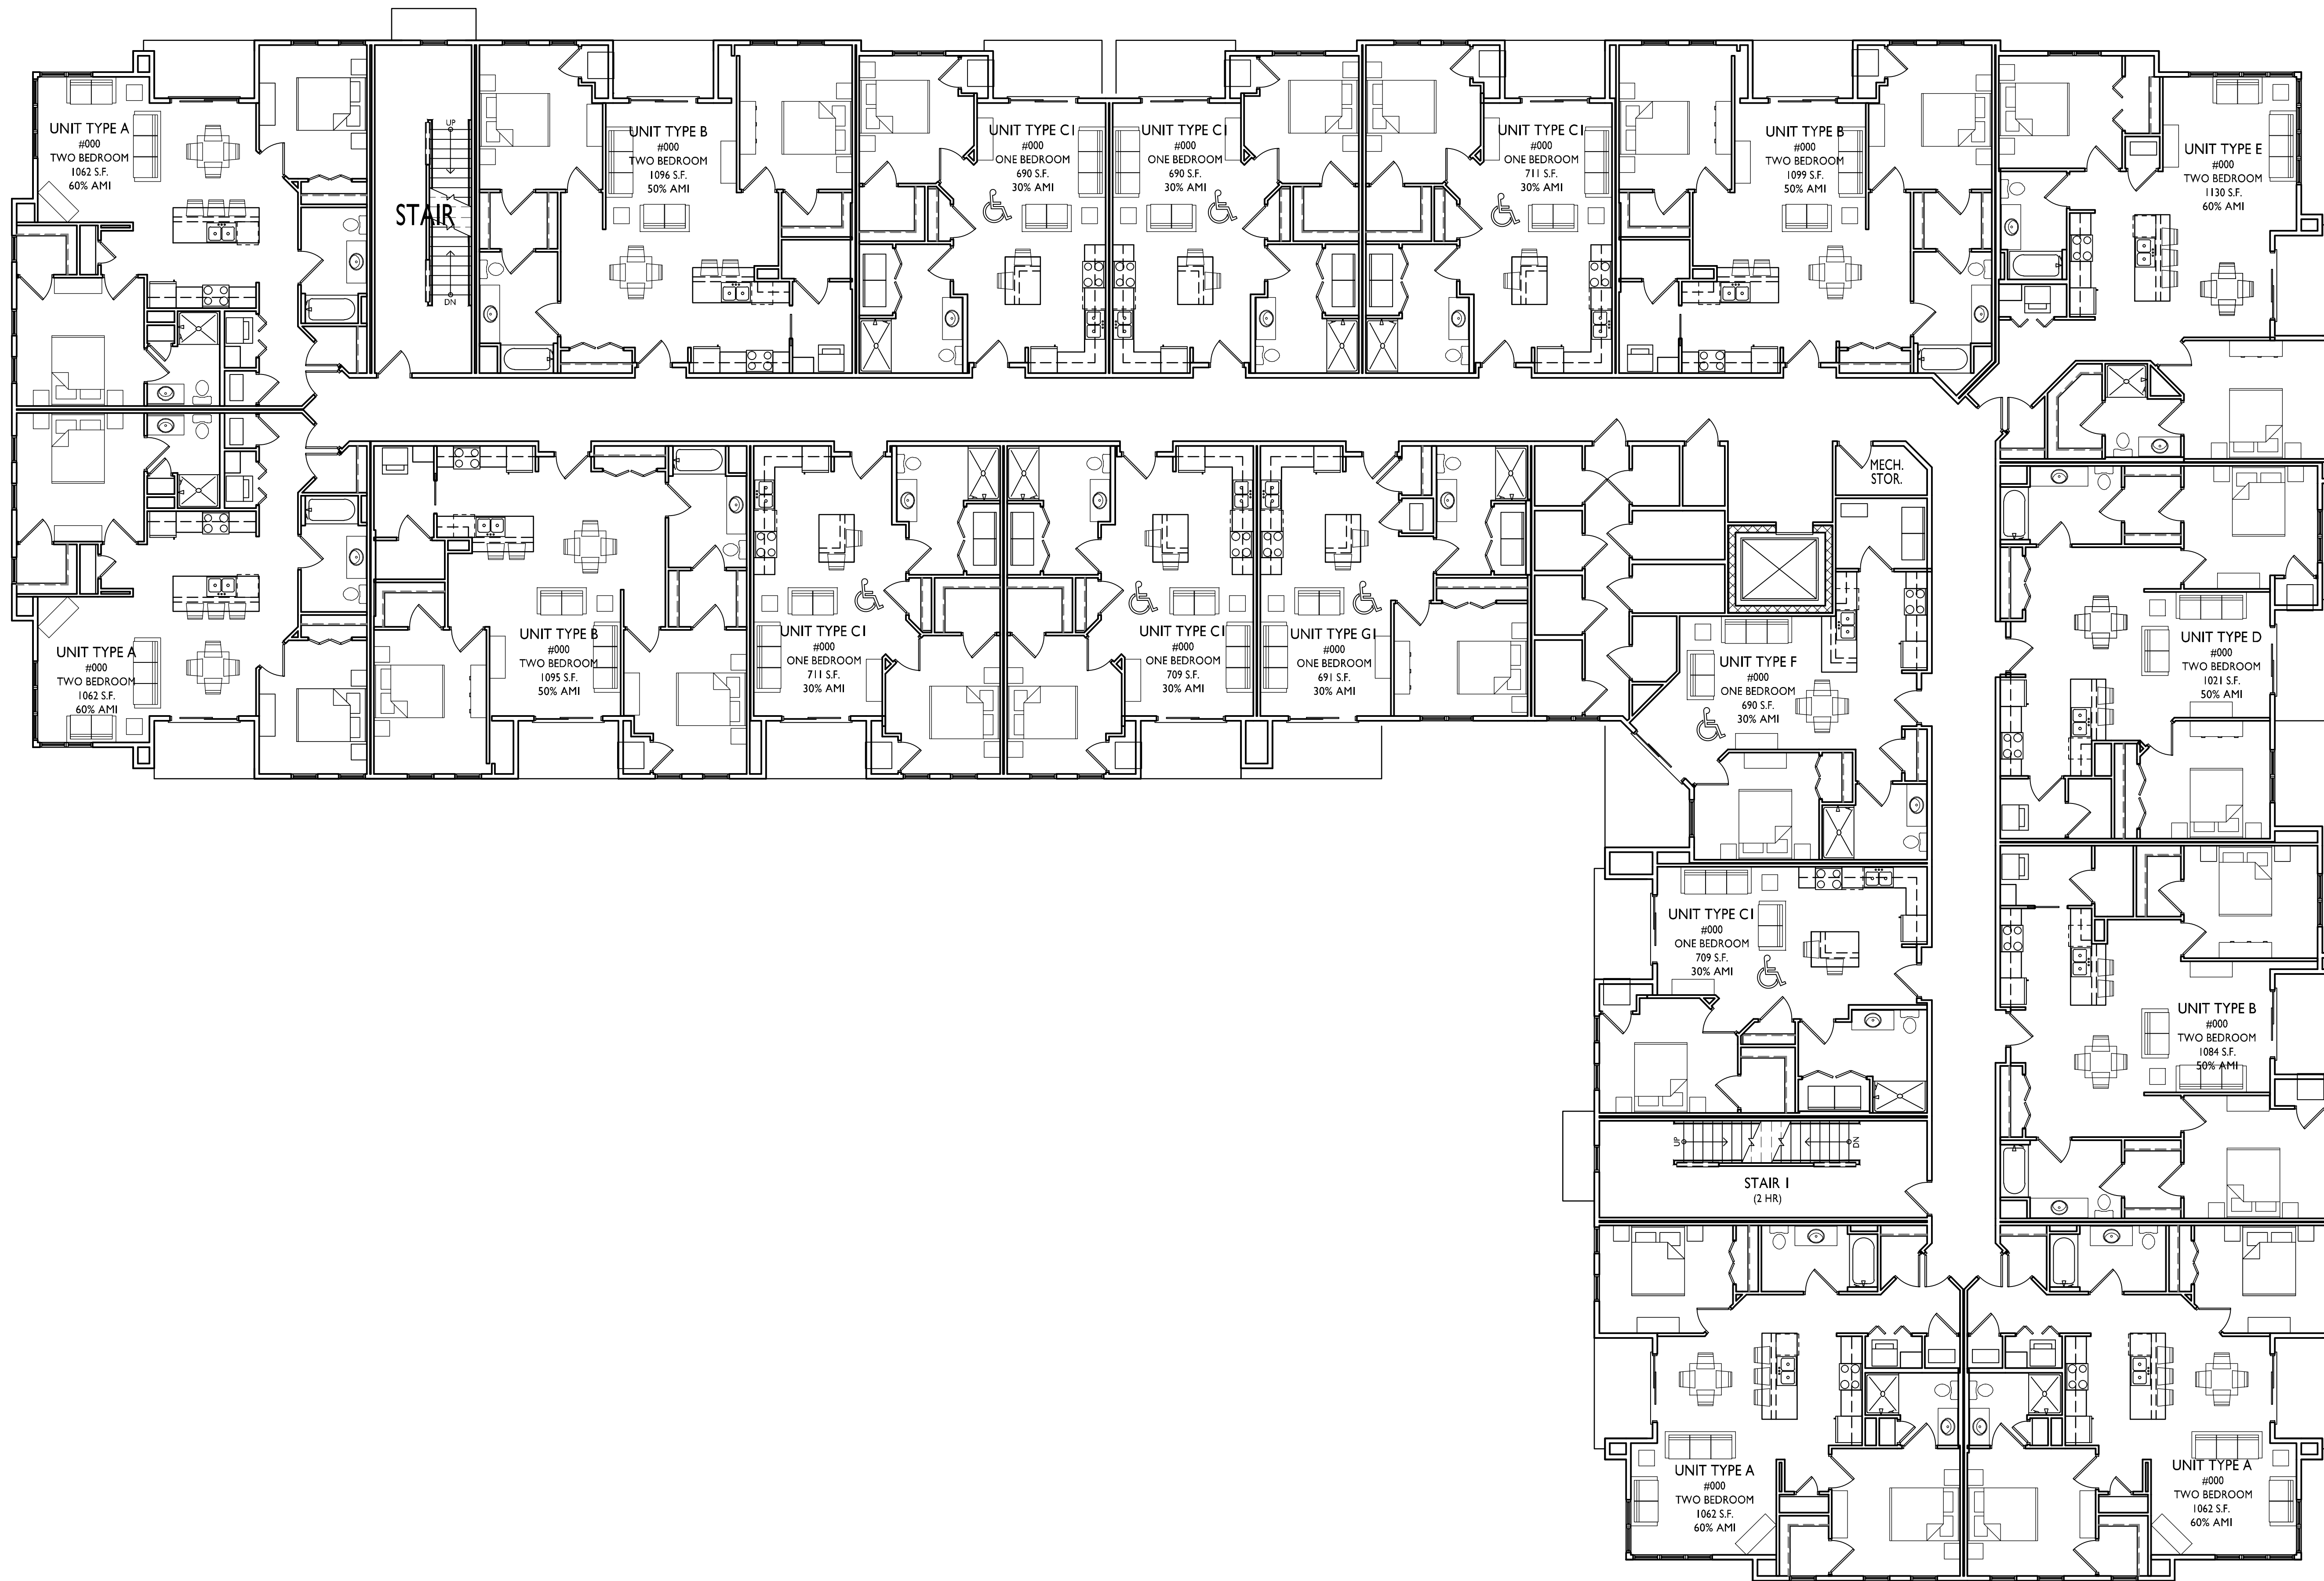 UNIT TYPE A
#000
TWO BEDROOM
1062 S.F.
60% AMI
UP
STAIR
DN
UNIT TYPE B
#000
TWO BEDROOM
1096 S.F.
50% AMI
UNIT TYPE C1
#000
ONE BEDROOM
690 S.F.
30% AMI
UNIT TYPE C1
#000
ONE BEDROOM
690 S.F.
30% AMI
UNIT TYPE C1
#000
ONE BEDROOM
711 S.F.
30% AMI
UNIT TYPE B
#000
TWO BEDROOM
1099 S.F.
50% AMI
UNIT TYPE E
#000
TWO BEDROOM
1130 S.F.
60% AMI
UNIT TYPE A
#000
TWO BEDROOM
1062 S.F.
60% AMI
UNIT TYPE B
#000
TWO BEDROOM
1095 S.F.
50% AMI
UNIT TYPE C1
#000
ONE BEDROOM
711 S.F.
30% AMI
UNIT TYPE C1
#000
ONE BEDROOM
709 S.F.
30% AMI
UNIT TYPE G1
#000
ONE BEDROOM
691 S.F.
30% AMI
MECH.
STOR.
UNIT TYPE F
#000
ONE BEDROOM
690 S.F.
30% AMI
UNIT TYPE D
#000
TWO BEDROOM
1021 S.F.
50% AMI
UNIT TYPE C1
#000
ONE BEDROOM
709 S.F.
30% AMI
UNIT TYPE B
#000
TWO BEDROOM
1084 S.F.
50% AMI
UP
DN
STAIR 1
(2 HR)
UNIT TYPE A
#000
TWO BEDROOM
1062 S.F.
60% AMI
UNIT TYPE A
#000
TWO BEDROOM
1062 S.F.
60% AMI